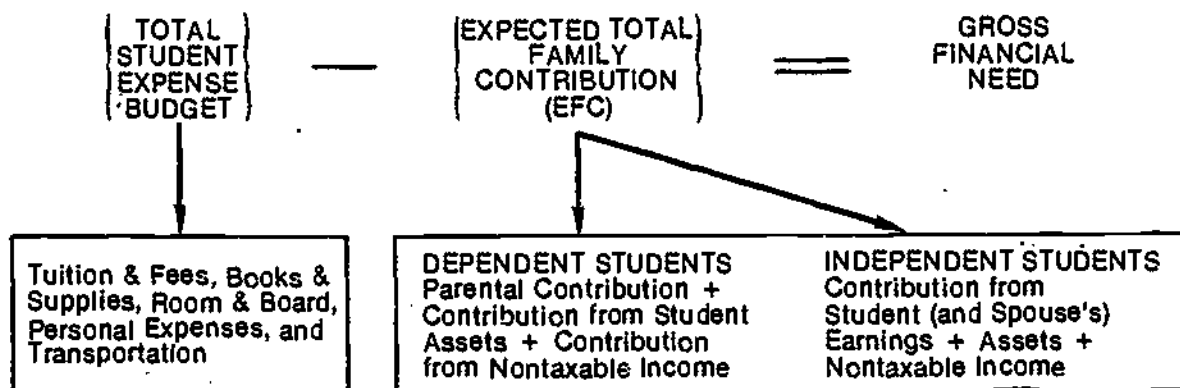 TOTAL
STUDENT
EXPENSE
BUDGET
—
EXPECTED TOTAL
FAMILY
CONTRIBUTION
(EFC)
=
GROSS
FINANCIAL
NEED
Tuition & Fees, Books &
Supplies, Room & Board,
Personal Expenses, and
Transportation
DEPENDENT STUDENTS
Parental Contribution +
Contribution from Student
Assets + Contribution
from Nontaxable Income
INDEPENDENT STUDENTS
Contribution from
Student (and Spouse's)
Earnings + Assets +
Nontaxable Income